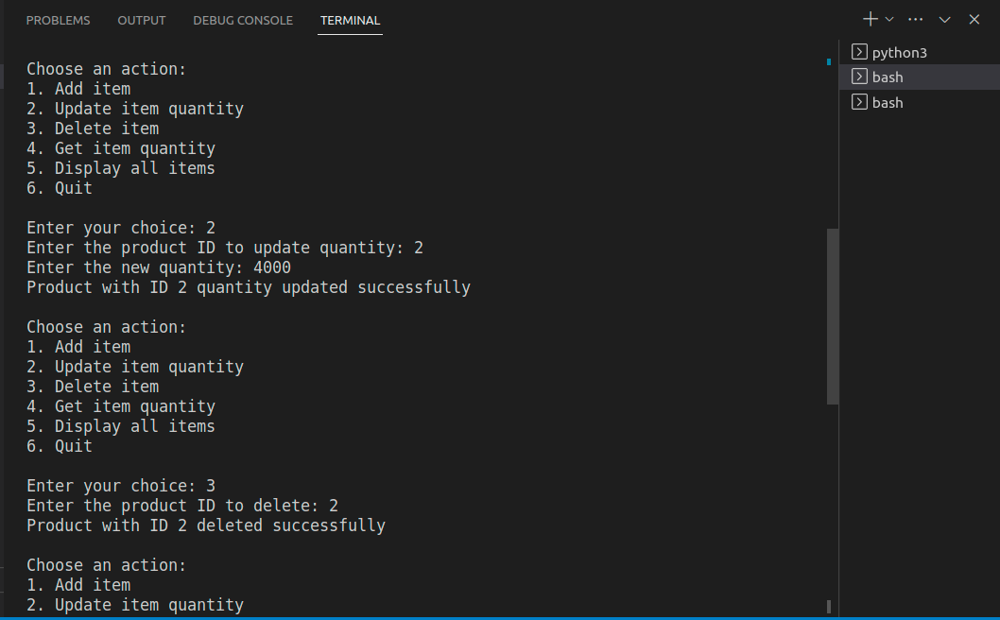 PROBLEMS OUTPUT DEBUG CONSOLE TERMINAL
Choose an action:
1. Add item
2. Update item quantity
3. Delete item
4. Get item quantity
5. Display all items
6. Quit
Enter your choice: 2
Enter the product ID to update quantity: 2
Enter the new quantity: 4000
Product with ID 2 quantity updated successfully
Choose an action:
1. Add item
2. Update item quantity
3. Delete item
4. Get item quantity
5. Display all items
6. Quit
Enter your choice: 3
Enter the product ID to delete: 2
Product with ID 2 deleted successfully
Choose an action:
1. Add item
2. Update item quantity
python3
bash
bash